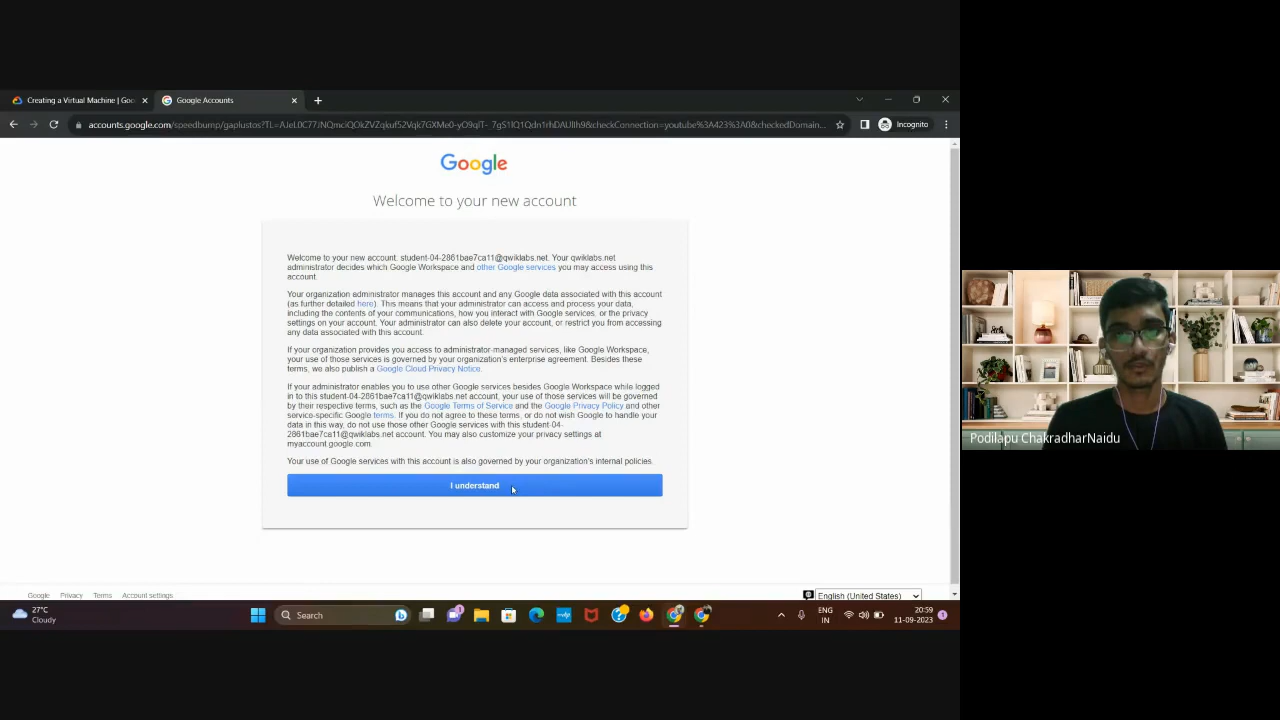 Creating a Virtual Machine | Goo
Google Accounts
accounts.google.com/speedbump/gaplustos?
Incognito
Google
Welcome to your new account
Welcome to your new account: student-04-2861bae7ca11@qwiklabs.net. Your qwiklabs.net
administrator decides which Google Workspace and other Google services you may access using this
account.
Your organization administrator manages this account and any Google data associated with this account
(as further detailed here). This means that your administrator can access and process your data,
including the contents of your communications, how you interact with Google services, or the privacy
settings on your account. Your administrator can also delete your account, or restrict you from accessing
any data associated with this account.
If your organization provides you access to administrator-managed services, like Google Workspace,
your use of those services is governed by your organization's enterprise agreement. Besides these
terms, we also publish a Google Cloud Privacy Notice.
If your administrator enables you to use other Google services besides Google Workspace while logged
in to this student-04-2861bae7ca11@qwiklabs.net account, your use of those services will be governed
by their respective terms, such as the Google Terms of Service and the Google Privacy Policy and other
service-specific Google terms. If you do not agree to these terms, or do not wish Google to handle your
data in this way, do not use those other Google services with this student-04-
2861bae7ca11@qwiklabs.net account. You may also customize your privacy settings at
myaccount.google.com.
Your use of Google services with this account is also governed by your organization's internal policies.
I understand
Google Privacy Terms Account settings
English (United States)
Podilapu ChakradharNaidu
27°C
Cloudy
Search
ENG
IN
20:59
11-09-2023